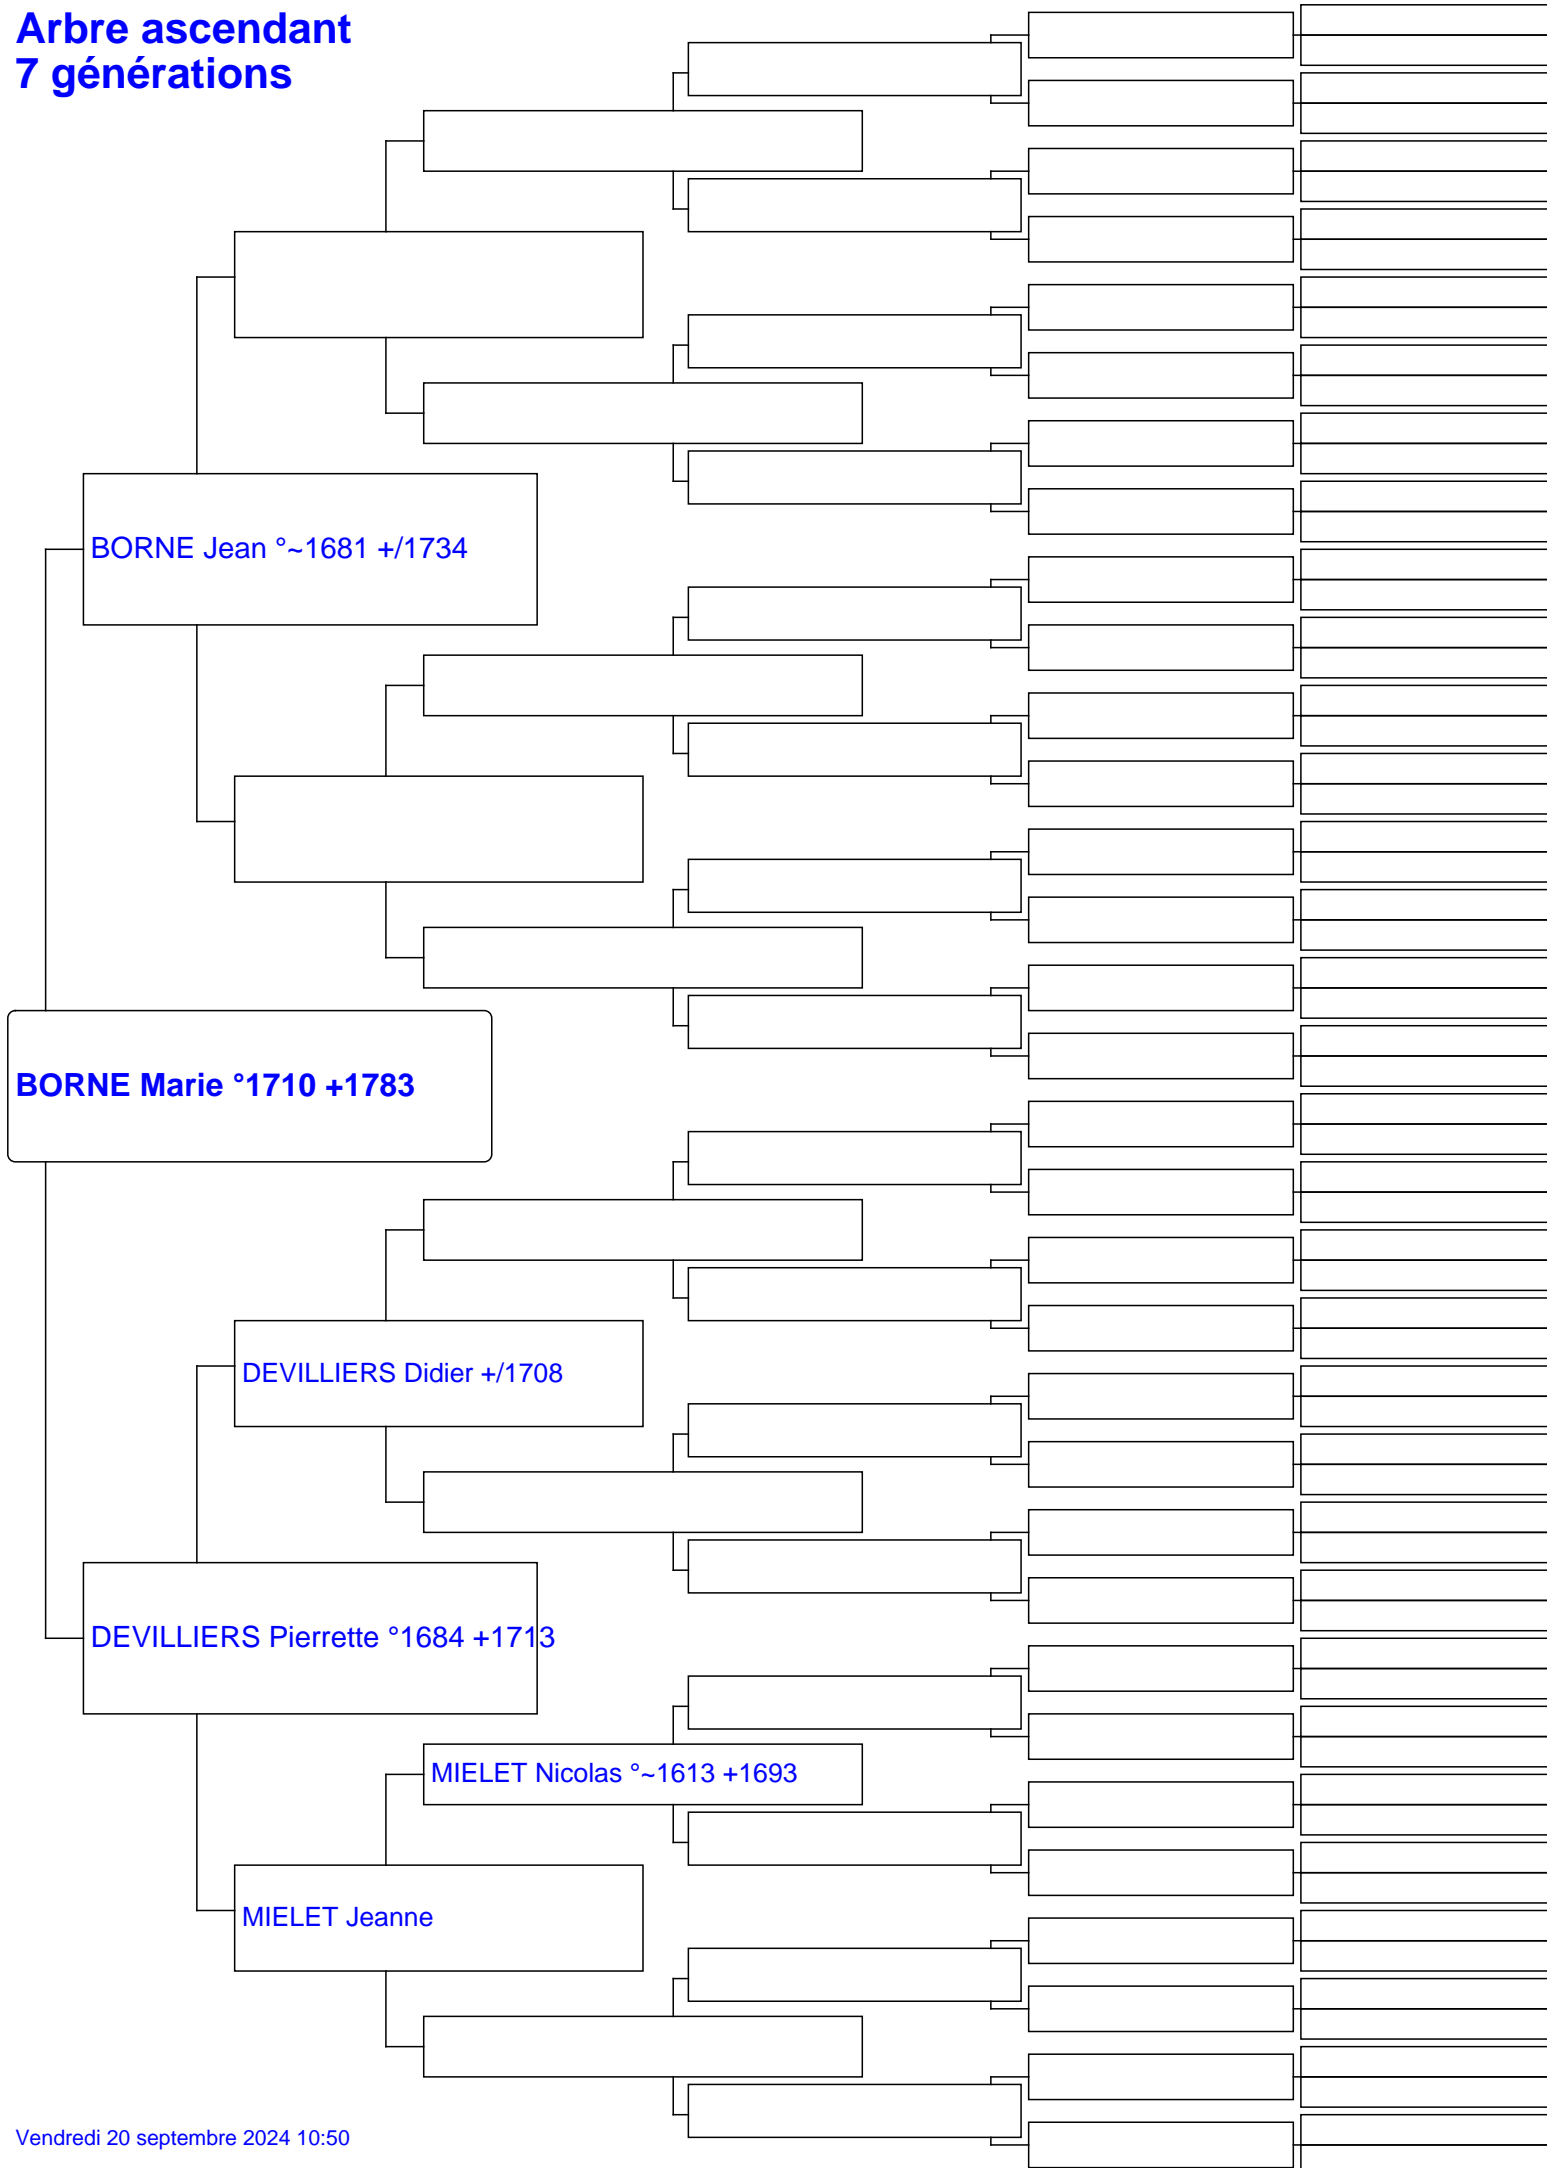 Arbre ascendant
7 générations
BORNE Jean °~1681 +/1734
BORNE Marie °1710 +1783
DEVILLIERS Didier +/1708
DEVILLIERS Pierrette °1684 +1713
MIELET Nicolas °~1613 +1693
MIELET Jeanne
Vendredi 20 septembre 2024 10:50